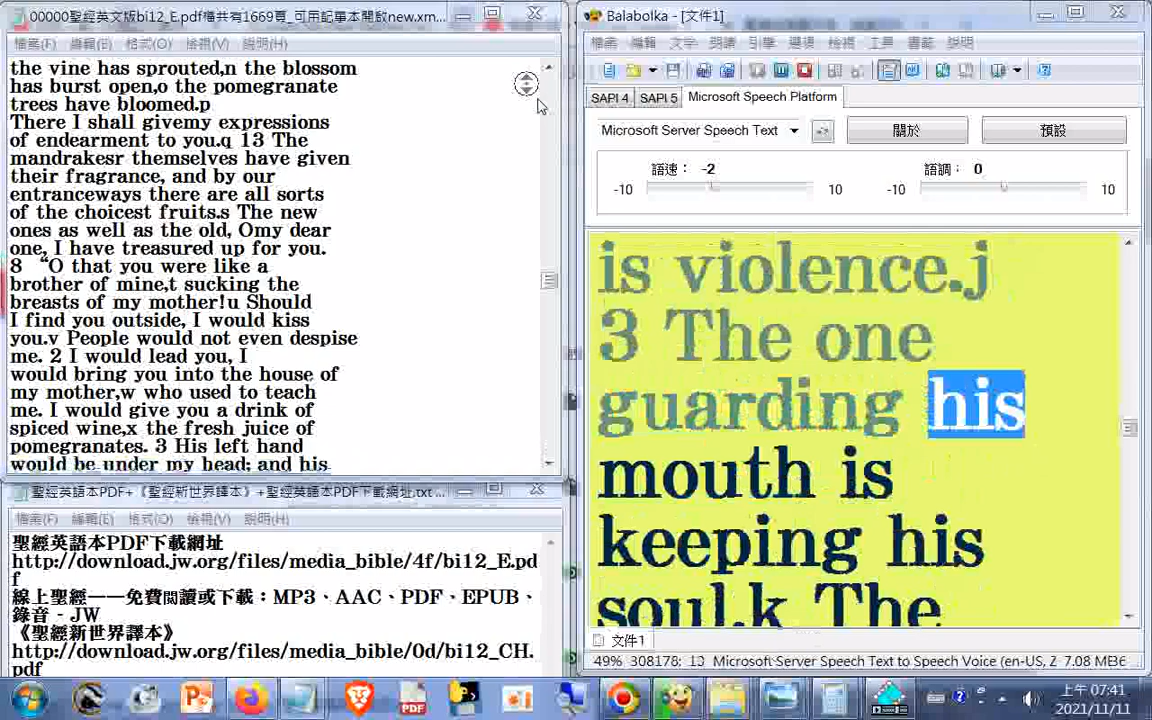 00000聖經英文版bi12_E.pdf檔共有1669頁_可用記事本開啟new.xm...
檔案(F) 編輯(E) 格式(O) 檢視(V) 說明(H)
the vine has sprouted,n the blossom
has burst open,o the pomegranate
trees have bloomed.p
There I shall givemy expressions
of endearment to you.q 13 The
mandrakesr themselves have given
their fragrance, and by our
entranceways there are all sorts
of the choicest fruits.s The new
ones as well as the old, Omy dear
one, I have treasured up for you.
8 “O that you were like a
brother of mine,t sucking the
breasts of my mother!u Should
I find you outside, I would kiss
you.v People would not even despise
me. 2 I would lead you, I
would bring you into the house of
my mother,w who used to teach
me. I would give you a drink of
spiced wine,x the fresh juice of
pomegranates. 3 His left hand
would be under my head; and his
聖經英語本PDF+《聖經新世界譯本》+聖經英語本PDF下載網址.txt ...
檔案(F) 編輯(E) 格式(O) 檢視(V) 說明(H)
聖經英語本PDF下載網址
http://download.jw.org/files/media_bible/4f/bi12_E.pd
f
線上聖經——免費閱讀或下載：MP3、AAC、PDF、EPUB、
錄音 - JW
《聖經新世界譯本》
http://download.jw.org/files/media_bible/0d/bi12_CH.
pdf
Balabolka - [文件1]
檔案 編輯 文字 朗讀 引擎 選項 檢視 工具 書籤 說明
SAPI 4 SAPI 5 Microsoft Speech Platform
Microsoft Server Speech Text 關於 預設
語速： -2 語調： 0
-10 10 -10 10
is violence.j
3 The one
guarding his
mouth is
keeping his
soul.k The
文件1
49% 308178: 13 Microsoft Server Speech Text to Speech Voice (en-US, Z 7.08 MB
PDF
上午 07:41
2021/11/11